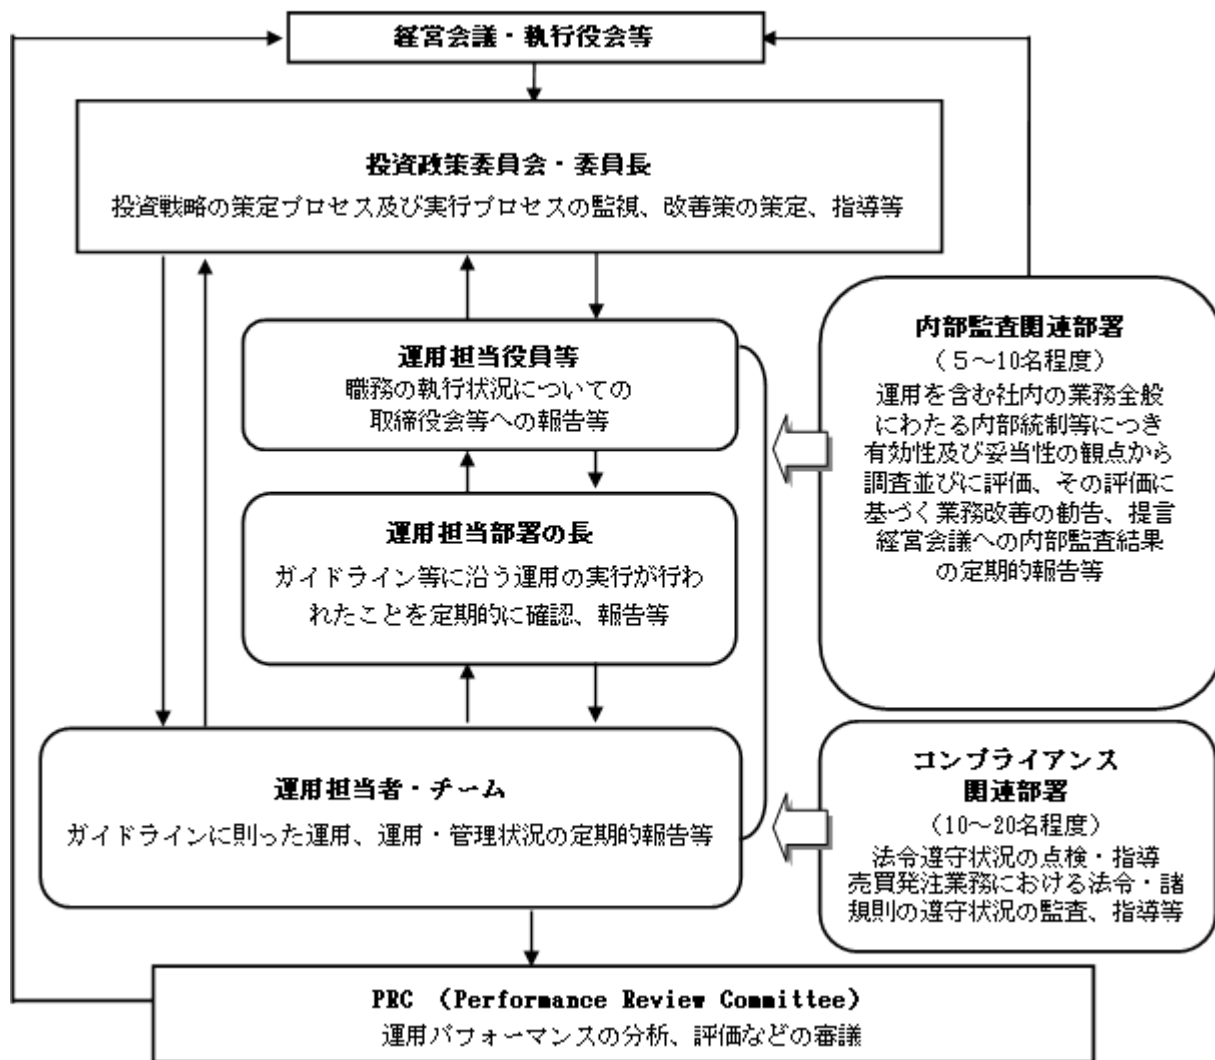 経営会議・執行役会等
投資政策委員会・委員長
投資戦略の策定プロセス及び実行プロセスの監視、改善策の策定、指導等
運用担当役員等
職務の執行状況についての
取締役会等への報告等
運用担当部署の長
ガイドライン等に沿う運用の実行が行わ
れたことを定期的に確認、報告等
運用担当者・チーム
ガイドラインに則った運用、運用・管理状況の定期的報告等
内部監査関連部署
（５～10名程度）
運用を含む社内の業務全般
にわたる内部統制等につき
有効性及び妥当性の観点から
調査並びに評価、その評価に
基づく業務改善の勧告、提言
経営会議への内部監査結果
の定期的報告等
コンプライアンス
関連部署
（10～20名程度）
法令遵守状況の点検・指導
売買発注業務における法令・諸
規則の遵守状況の監査、指導等
PRC （Performance Review Committee）
運用パフォーマンスの分析、評価などの審議